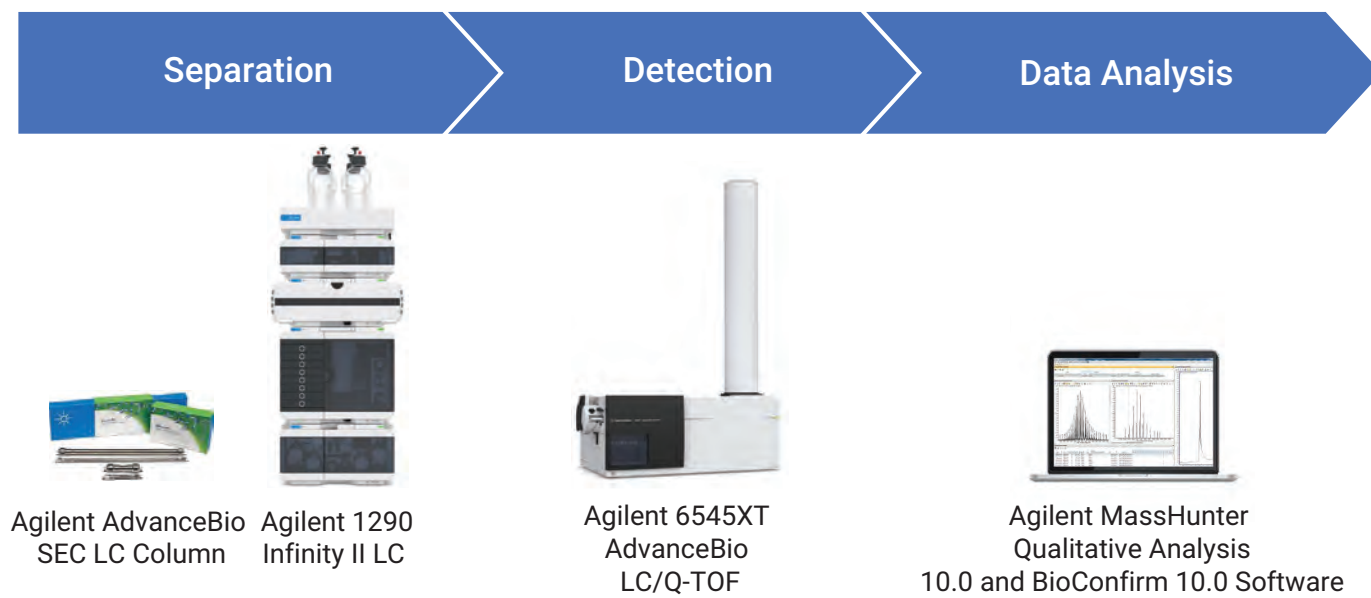 Separation
Detection
Data Analysis
Agilent AdvanceBio
SEC LC Column
Agilent 1290
Infinity II LC
Agilent 6545XT
AdvanceBio
LC/Q-TOF
Agilent MassHunter
Qualitative Analysis
10.0 and BioConfirm 10.0 Software